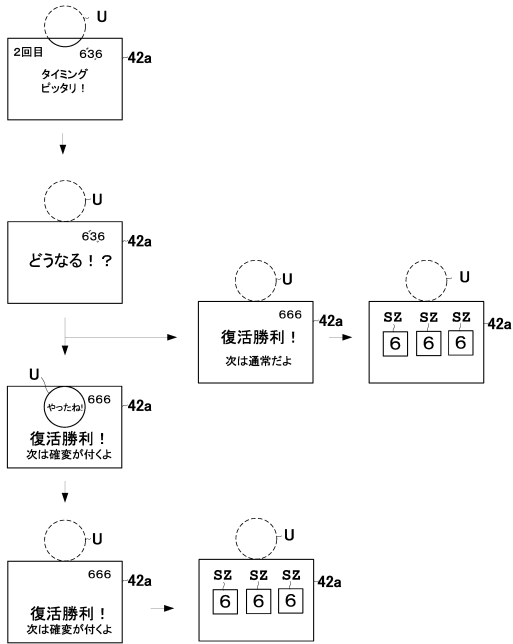 U
2回目 636 42a
タイミング
ピッタリ！
U
636 42a
どうなる！？
U
666 42a
復活勝利！
次は通常だよ
U
SZ SZ SZ 42a
6 6 6
U
やったね! 666 42a
復活勝利！
次は確変が付くよ
U
666 42a
復活勝利！
次は確変が付くよ
U
SZ SZ SZ 42a
6 6 6